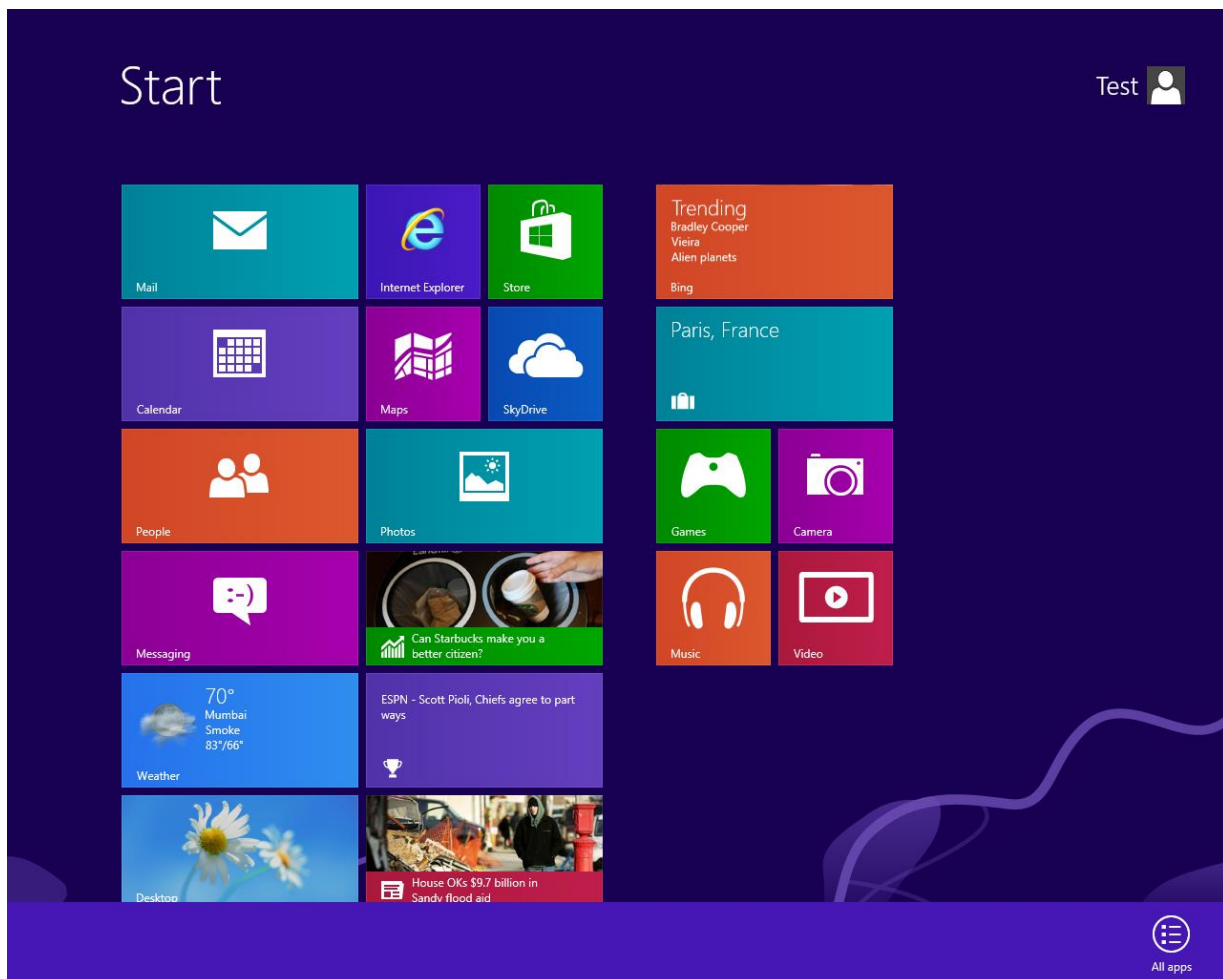 Start
Test
Mail
Internet Explorer
Store
Trending
Bradley Cooper
Vieira
Alien planets
Bing
Calendar
Maps
SkyDrive
Paris, France
People
Photos
Games
Camera
Messaging
:-)
Can Starbucks make you a
better citizen?
Music
Video
70°
Mumbai
Smoke
83°/66°
Weather
ESPN - Scott Pioli, Chiefs agree to part
ways
Desktop
House OKs $9.7 billion in
Sandy flood aid
All apps